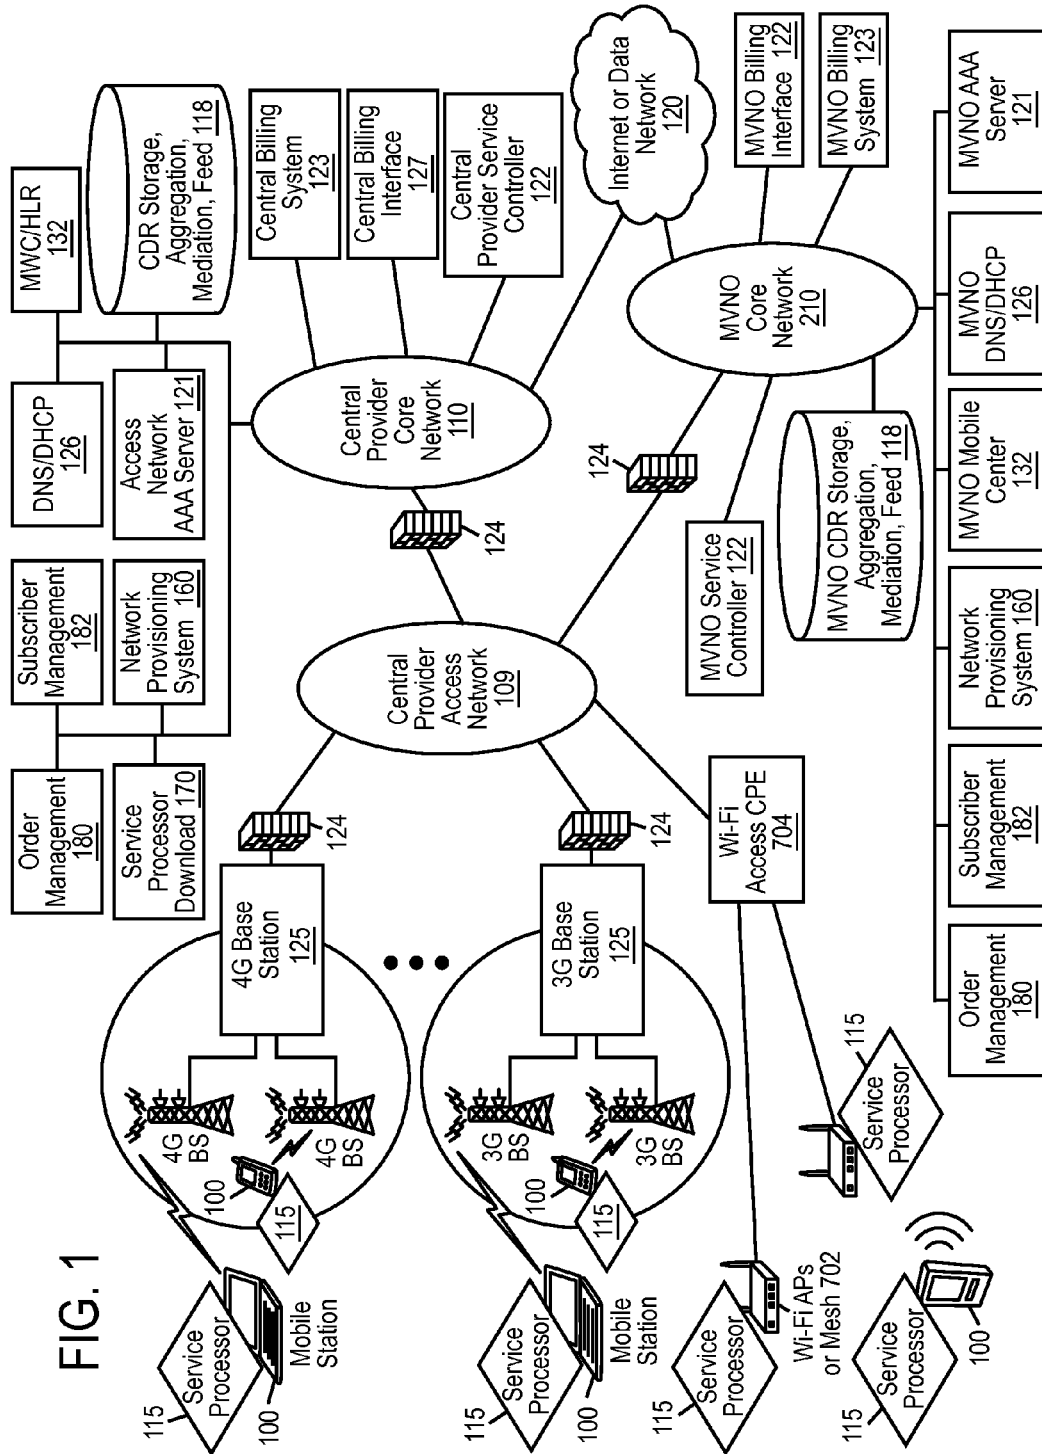 FIG. 1
Order
Management
180
Subscriber
Management
182
DNS/DHCP
126
MWC/HLR
132
Service
Processor
Download 170
Network
Provisioning
System 160
Access
Network
AAA Server 121
CDR Storage,
Aggregation,
Mediation, Feed 118
115
Service
Processor
100
Mobile
Station
115
100
4G
BS
4G
BS
4G Base
Station
125
124
Central
Provider
Access
Network
109
124
Central
Provider
Core
Network
110
Central Billing
System
123
Central Billing
Interface
127
Central
Provider Service
Controller
122
Internet or Data
Network
120
115
Service
Processor
100
Mobile
Station
115
100
3G
BS
3G
BS
3G Base
Station
125
124
124
MVNO
Core
Network
210
MVNO Billing
Interface 122
MVNO Billing
System 123
MVNO Service
Controller 122
MVNO CDR Storage,
Aggregation,
Mediation, Feed 118
115
Service
Processor
Wi-Fi APs
or Mesh 702
Wi-Fi
Access CPE
704
115
Service
Processor
100
115
Service
Processor
Order
Management
180
Subscriber
Management
182
Network
Provisioning
System 160
MVNO Mobile
Center
132
MVNO
DNS/DHCP
126
MVNO AAA
Server
121